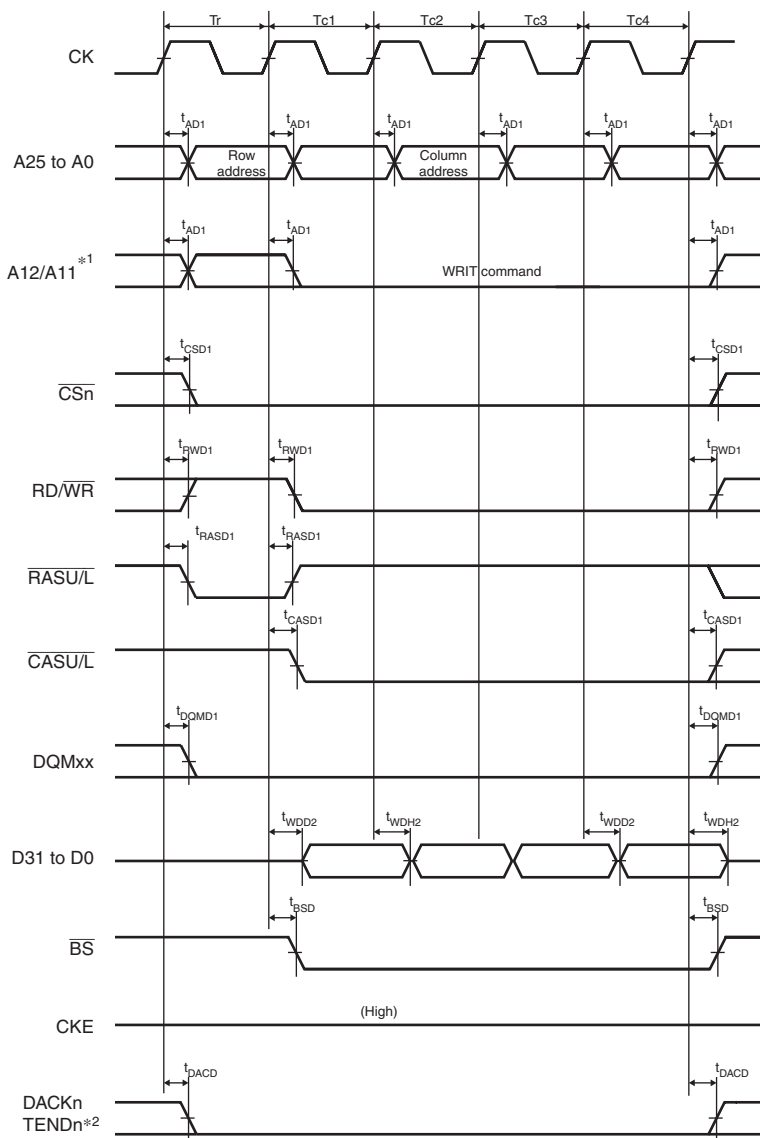 Tr Tc1 Tc2 Tc3 Tc4
CK
tAD1 tAD1 tAD1 tAD1 tAD1 tAD1
A25 to A0
Row address
Column address
tAD1 tAD1 tAD1
A12/A11*1
WRIT command
tCSD1 tCSD1
CSn
tRWD1 tRWD1 tRWD1
RD/WR
tRASD1 tRASD1
RASU/L
tCASD1 tCASD1
CASU/L
tDQMD1 tDQMD1
DQMxx
tWDD2 tWDH2 tWDD2 tWDH2
D31 to D0
tBSD tBSD
BS
(High)
CKE
tDACD tDACD
DACKn
TENDn*2